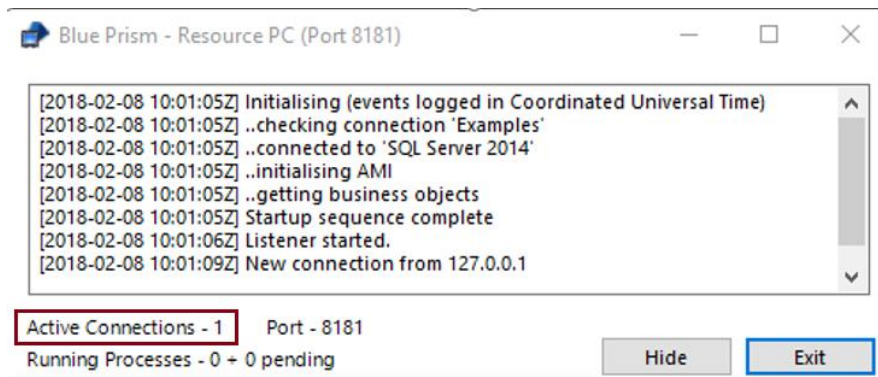 Blue Prism - Resource PC (Port 8181)
[2018-02-08 10:01:05Z] Initialising (events logged in Coordinated Universal Time)
[2018-02-08 10:01:05Z] ..checking connection 'Examples'
[2018-02-08 10:01:05Z] ..connected to 'SQL Server 2014'
[2018-02-08 10:01:05Z] ..initialising AMI
[2018-02-08 10:01:05Z] ..getting business objects
[2018-02-08 10:01:05Z] Startup sequence complete
[2018-02-08 10:01:06Z] Listener started.
[2018-02-08 10:01:09Z] New connection from 127.0.0.1
Active Connections - 1 Port - 8181
Running Processes - 0 + 0 pending Hide Exit